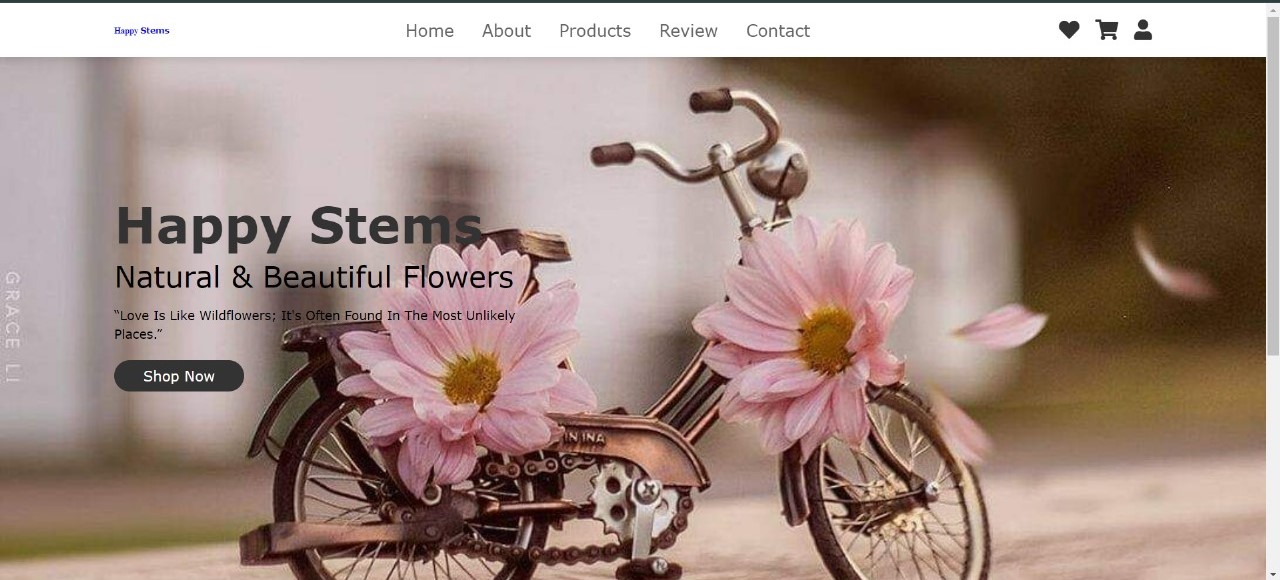 Happy Stems
Home About Products Review Contact
Happy Stems
Natural & Beautiful Flowers
“Love Is Like Wildflowers; It's Often Found In The Most Unlikely
Places.”
Shop Now
GRACE LI
IN INA